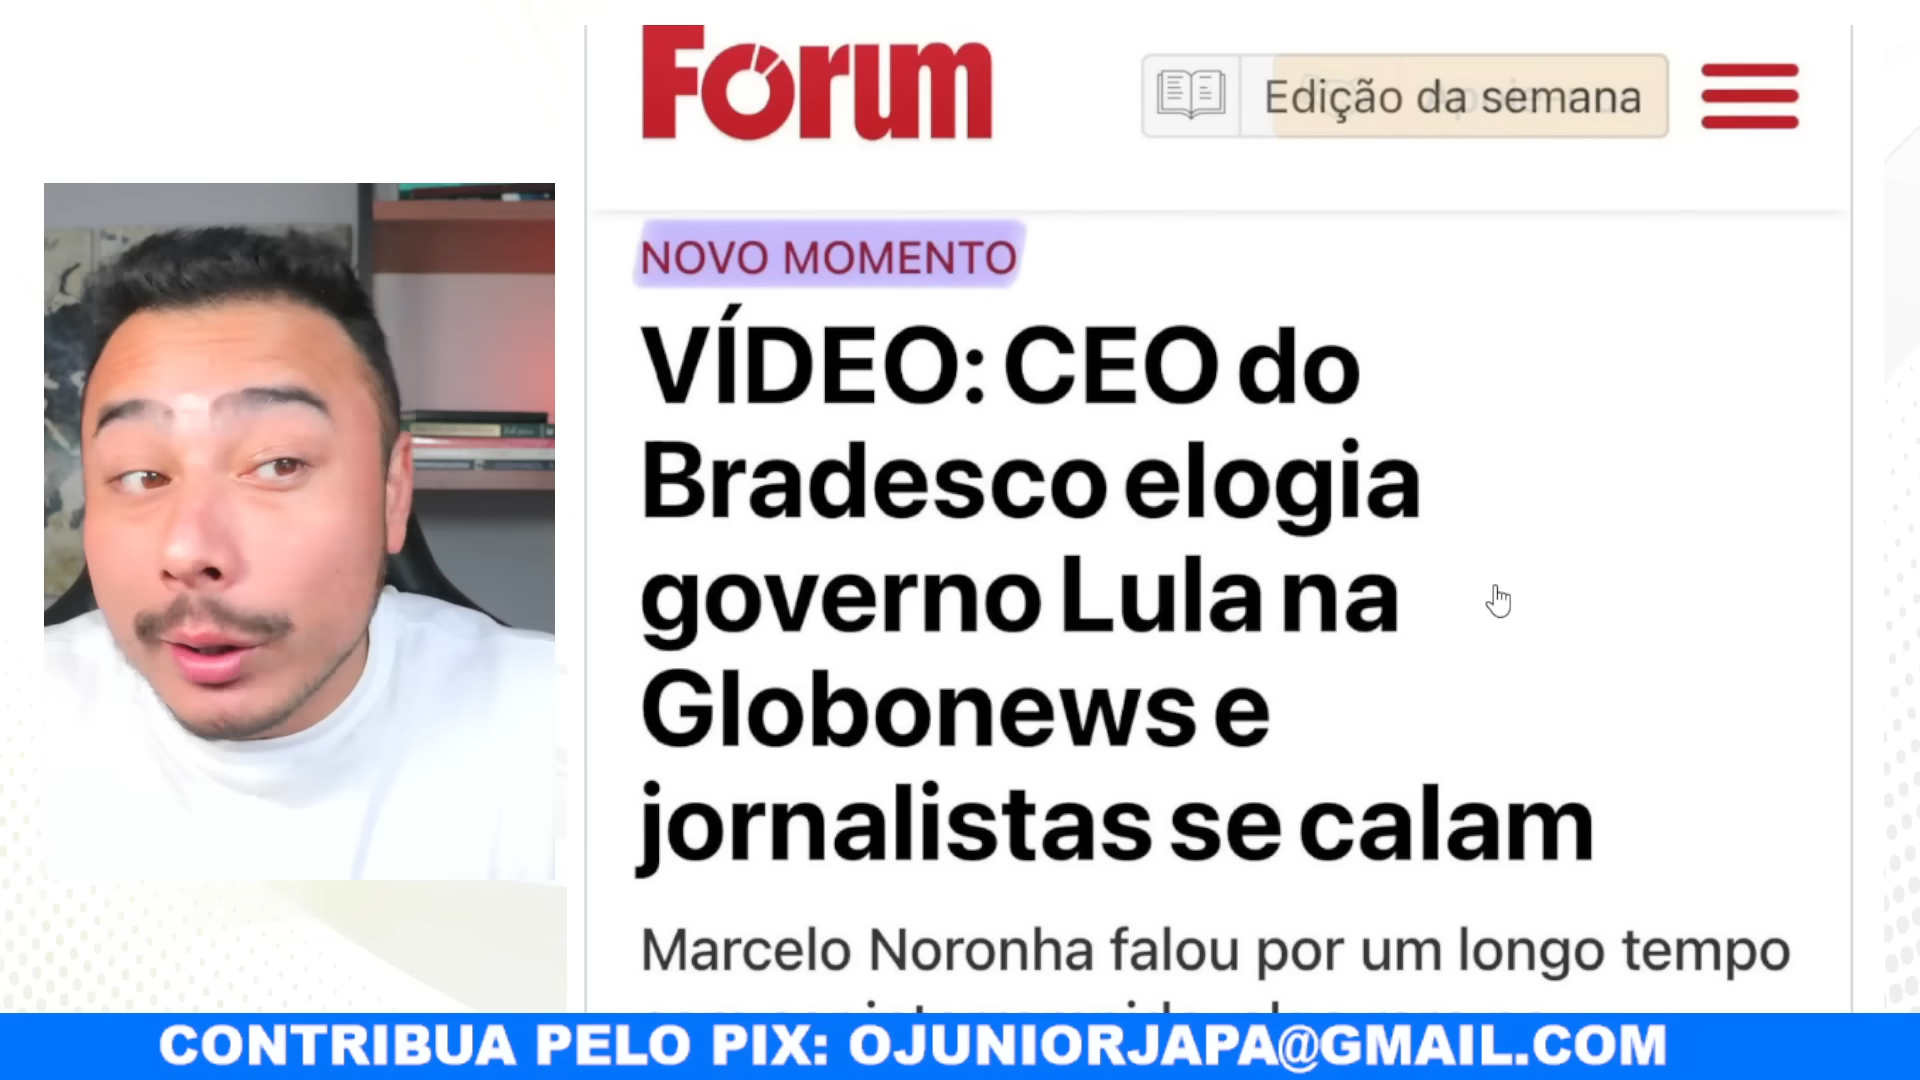 Fórum
Edição da semana
NOVO MOMENTO
VÍDEO: CEO do
Bradesco elogia
governo Lula na
Globonews e
jornalistas se calam
Marcelo Noronha falou por um longo tempo
CONTRIBUA PELO PIX: OJUNIORJAPA@GMAIL.COM